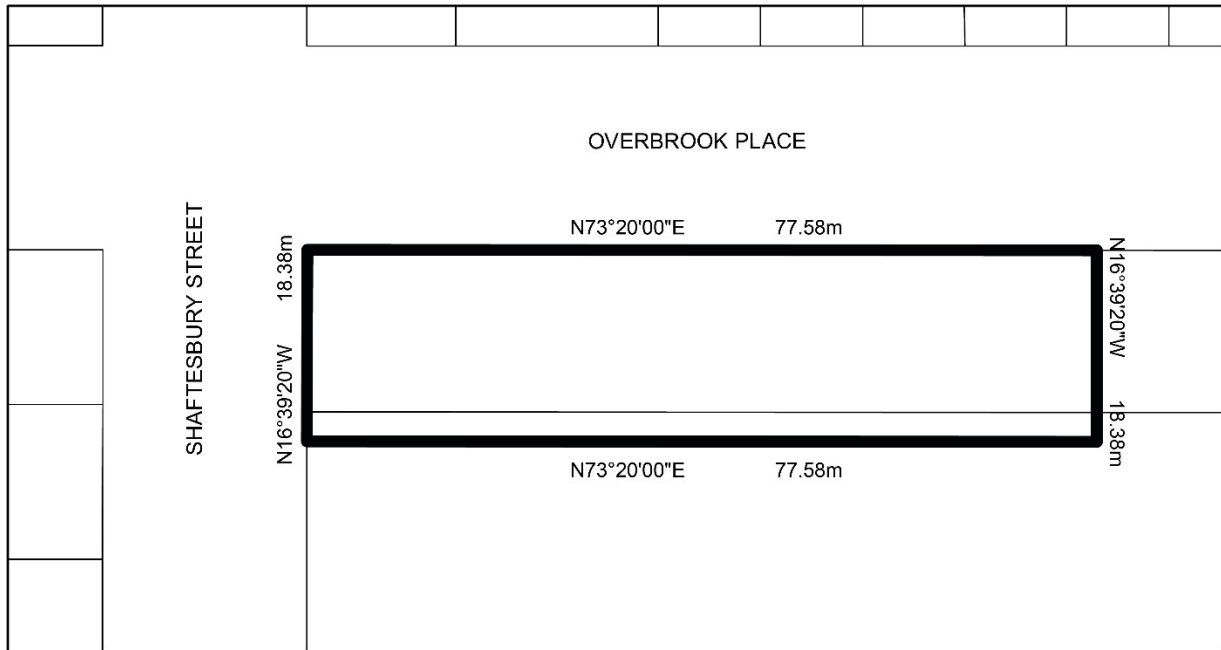 OVERBROOK PLACE
N73°20'00"E 77.58m
SHAFTESBURY STREET
N16°39'20"W 18.38m
N16°39'20"W 18.38m
N73°20'00"E 77.58m